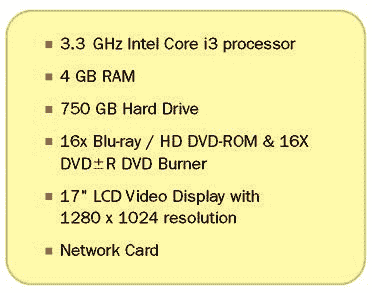 ▪ 3.3 GHz Intel Core i3 processor
▪ 4 GB RAM
▪ 750 GB Hard Drive
▪ 16x Blu-ray / HD DVD-ROM & 16X
DVD±R DVD Burner
▪ 17" LCD Video Display with
1280 x 1024 resolution
▪ Network Card